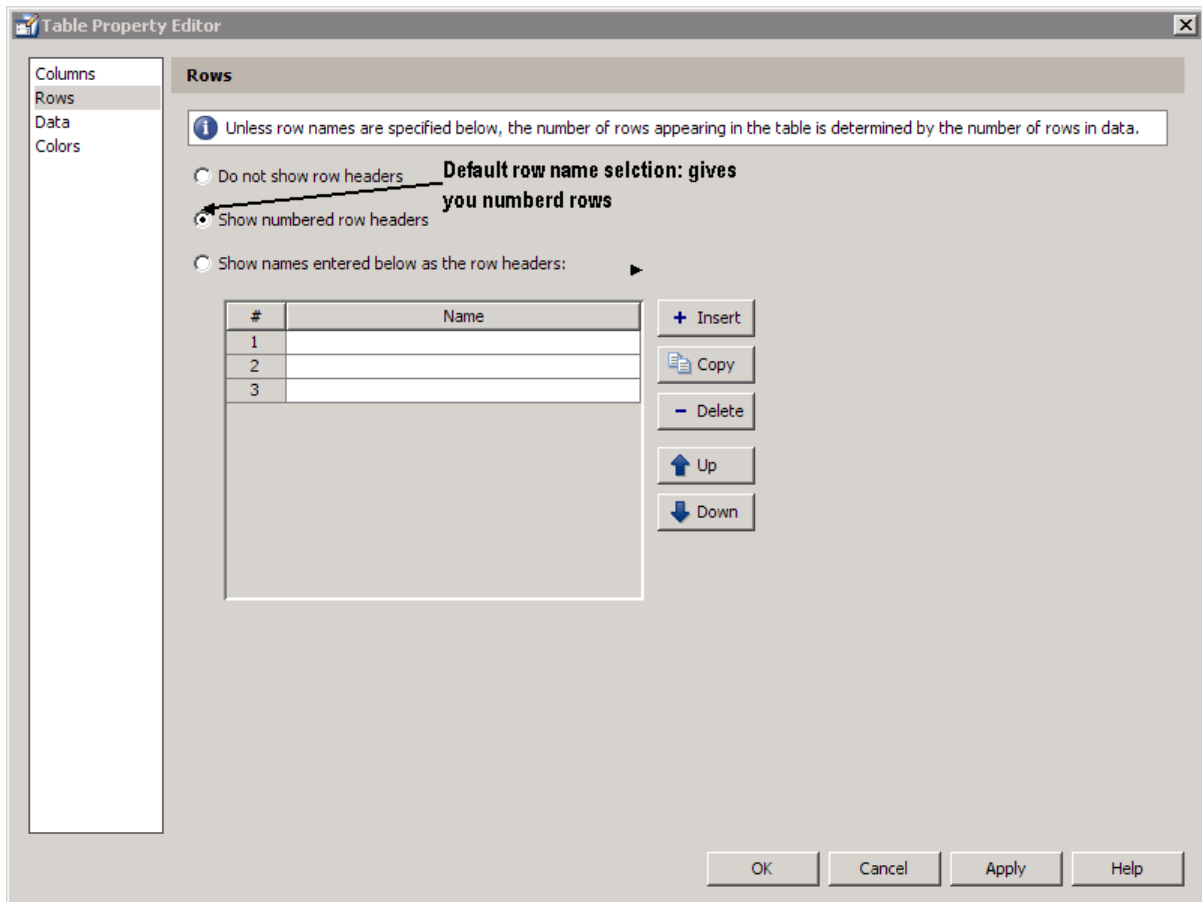 Table Property Editor
Columns
Rows
Data
Colors
Rows
Unless row names are specified below, the number of rows appearing in the table is determined by the number of rows in data.
Do not show row headers
Default row name selction: gives
you numberd rows
Show numbered row headers
Show names entered below as the row headers:
# Name
1
2
3
+ Insert
Copy
− Delete
Up
Down
OK Cancel Apply Help